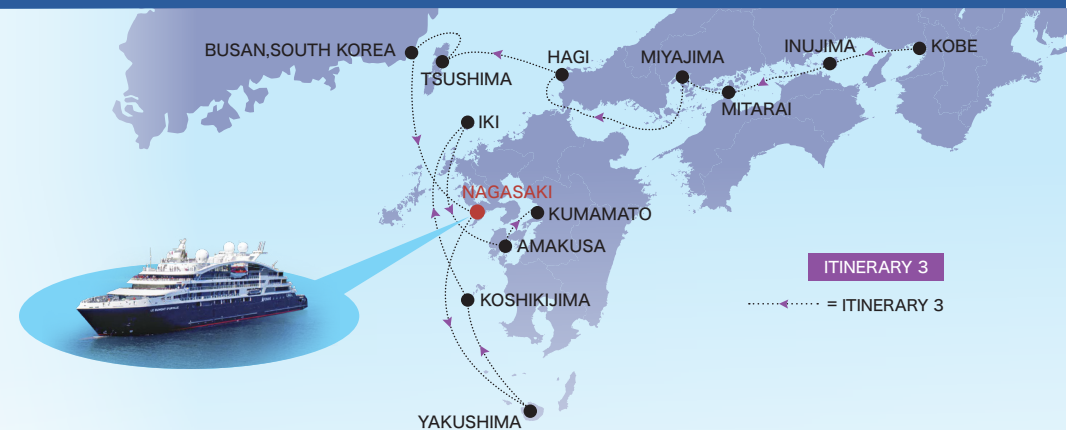 BUSAN,SOUTH KOREA
TSUSHIMA
HAGI
MIYAJIMA
INUJIMA
KOBE
MITARAI
IKI
NAGASAKI
KUMAMATO
AMAKUSA
ITINERARY 3
KOSHIKIJIMA
= ITINERARY 3
YAKUSHIMA